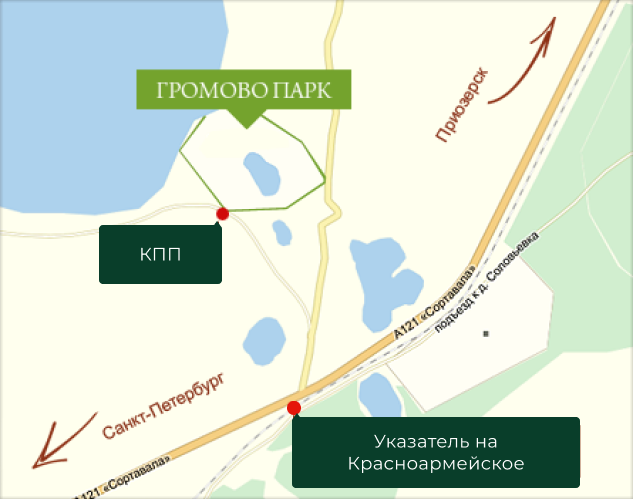 ГРОМОВО ПАРК
Приозерск
КПП
А121 «Сортавала»
подъезд к д. Соловьевка
Санкт-Петербург
Указатель на
Красноармейское
А121 «Сортавала»